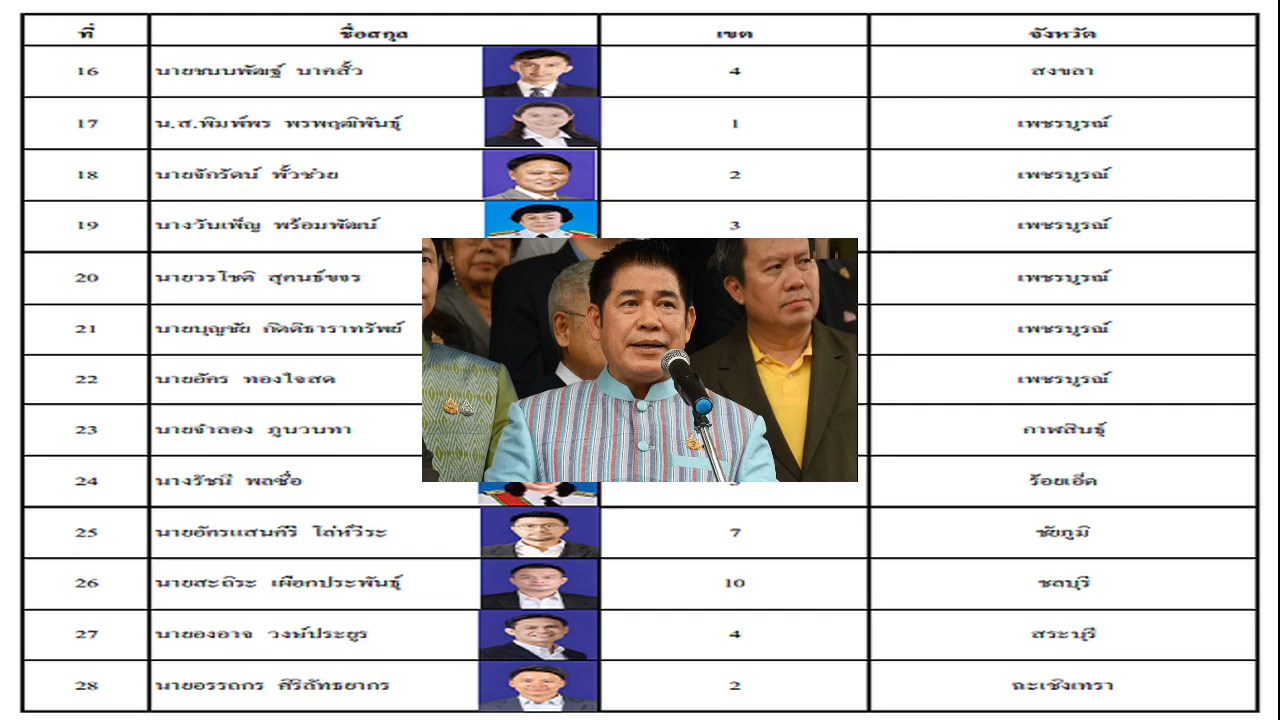 ที่ ชื่อสกุล เขต จังหวัด
16 นายชนนพัฒฐ์ นาคสั้ว 4 สงขลา
17 น.ส.พิมพ์พร พรพฤฒิพันธุ์ 1 เพชรบูรณ์
18 นายจักรัตน์ พั้วช่วย 2 เพชรบูรณ์
19 นางวันเพ็ญ พร้อมพัฒน์ 3 เพชรบูรณ์
20 นายวรโชติ สุคนธ์ขจร เพชรบูรณ์
21 นายบุญชัย กิตติธาราทรัพย์ เพชรบูรณ์
22 นายอัคร ทองใจสด เพชรบูรณ์
23 นายจำลอง ภูนวนทา กาฬสินธุ์
24 นางรัชนี พลซื่อ ร้อยเอ็ด
25 นายอัครแสนคีรี โล่ห์วีระ 7 ชัยภูมิ
26 นายสะถิระ เผือกประพันธุ์ 10 ชลบุรี
27 นายองอาจ วงษ์ประยูร 4 สระบุรี
28 นายอรรถกร ศิริลัทธยากร 2 ฉะเชิงเทรา